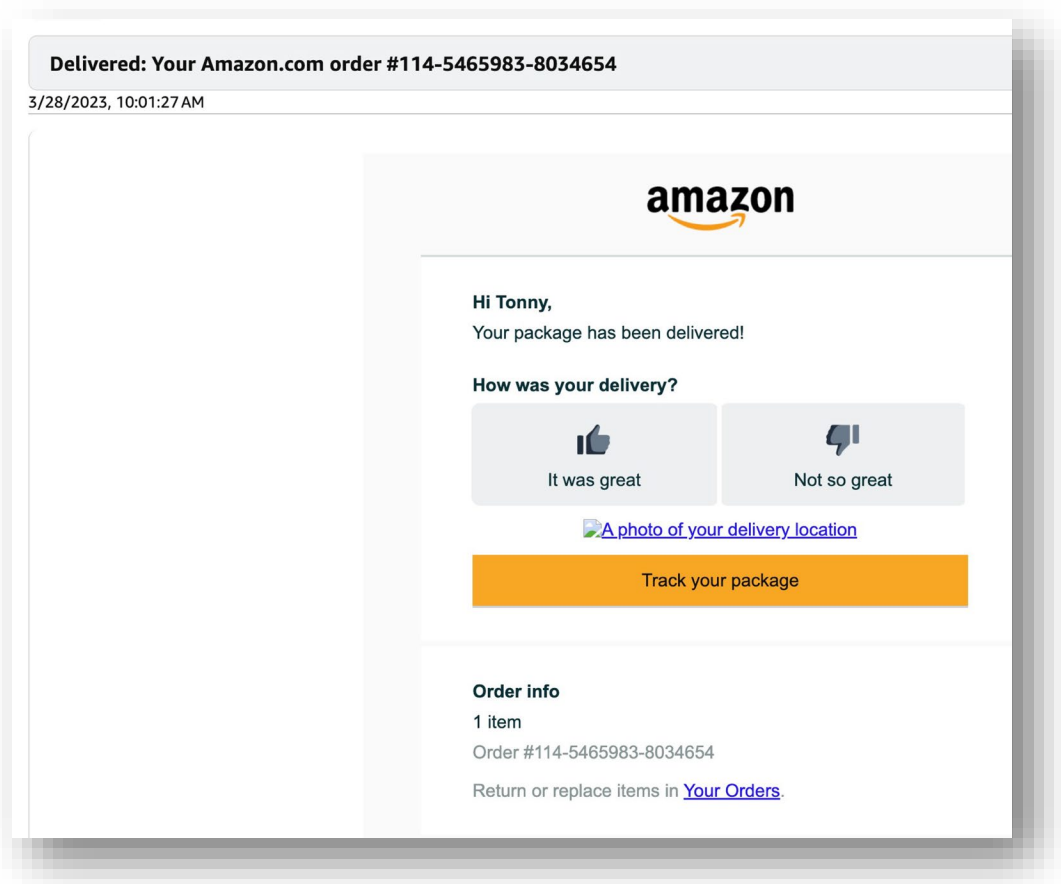 Delivered: Your Amazon.com order #114-5465983-8034654
3/28/2023, 10:01:27 AM
amazon
Hi Tonny,
Your package has been delivered!
How was your delivery?
It was great
Not so great
A photo of your delivery location
Track your package
Order info
1 item
Order #114-5465983-8034654
Return or replace items in Your Orders.